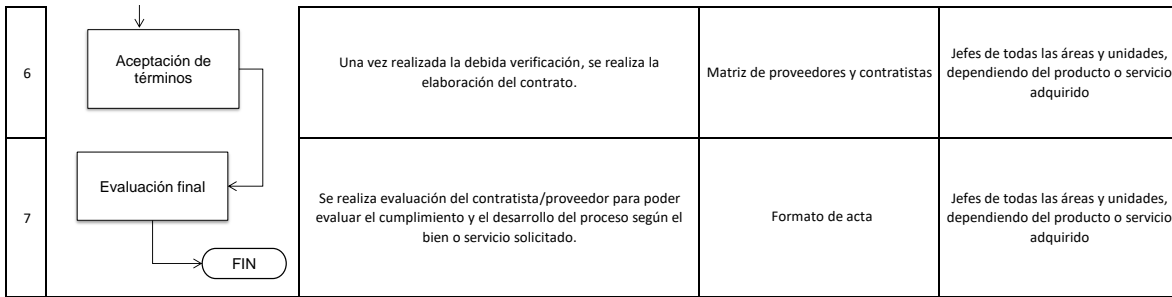 6
Aceptación de
términos
Una vez realizada la debida verificación, se realiza la
elaboración del contrato.
Matriz de proveedores y contratistas
Jefes de todas las áreas y unidades,
dependiendo del producto o servicio
adquirido
7
Evaluación final
FIN
Se realiza evaluación del contratista/proveedor para poder
evaluar el cumplimiento y el desarrollo del proceso según el
bien o servicio solicitado.
Formato de acta
Jefes de todas las áreas y unidades,
dependiendo del producto o servicio
adquirido